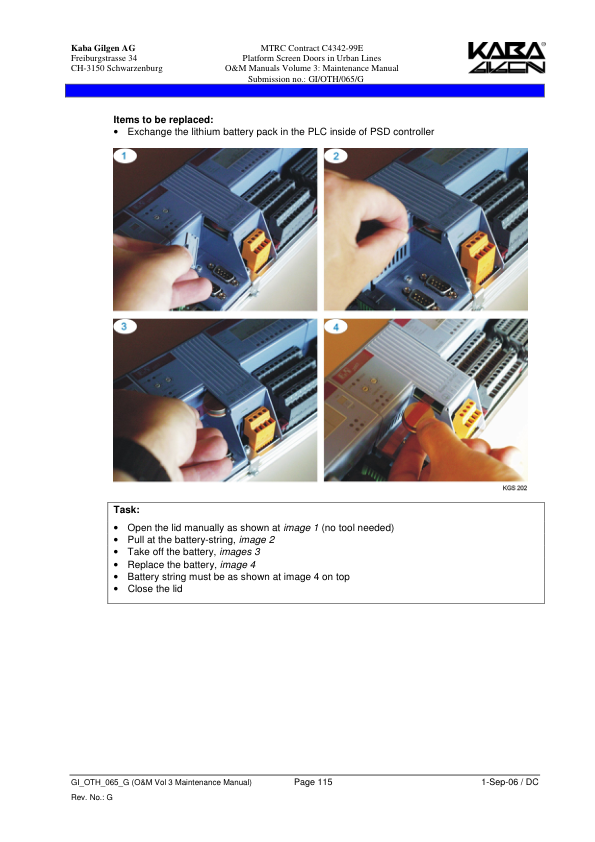 Kaba Gilgen AG
Freiburgstrasse 34
CH-3150 Schwarzenburg
MTRC Contract C4342-99E
Platform Screen Doors in Urban Lines
O&M Manuals Volume 3: Maintenance Manual
Submission no.: GI/OTH/065/G
KABA
GILGEN
Items to be replaced:
• Exchange the lithium battery pack in the PLC inside of PSD controller
1
2
3
4
KGS 202
Task:
• Open the lid manually as shown at image 1 (no tool needed)
• Pull at the battery-string, image 2
• Take off the battery, images 3
• Replace the battery, image 4
• Battery string must be as shown at image 4 on top
• Close the lid
GI_OTH_065_G (O&M Vol 3 Maintenance Manual)
Page 115
1-Sep-06 / DC
Rev. No.: G